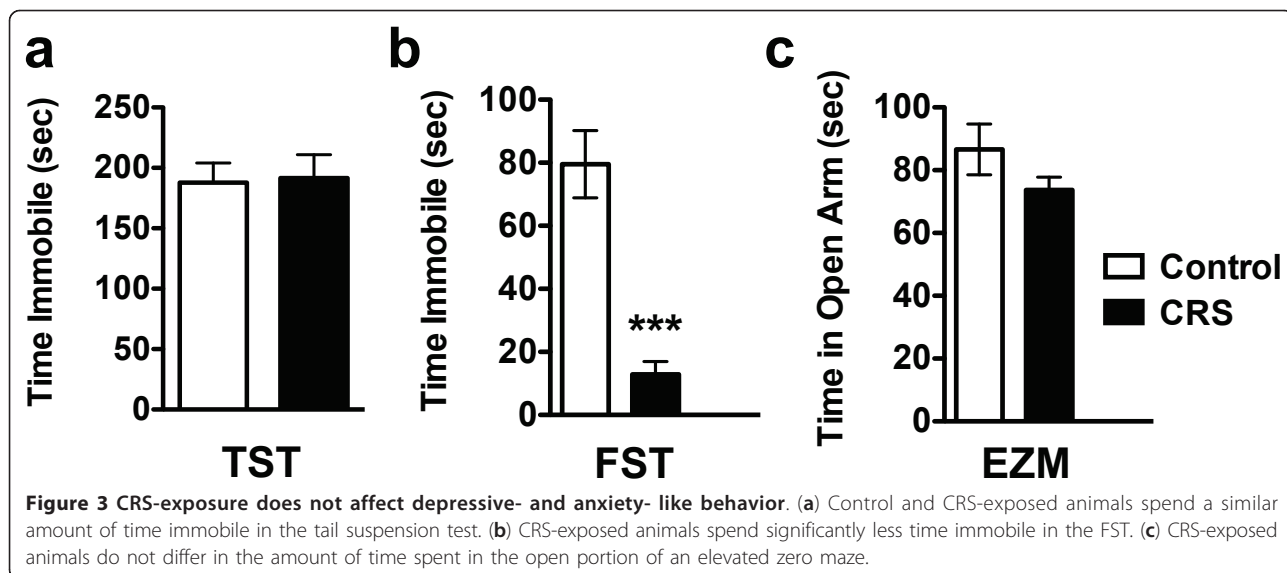 a
Time Immobile (sec)
250
200
150
100
50
0
TST
b
Time Immobile (sec)
100
80
60
40
20
0
***
FST
c
Time in Open Arm (sec)
100
80
60
40
20
0
EZM
Control
CRS
Figure 3 CRS-exposure does not affect depressive- and anxiety- like behavior. (a) Control and CRS-exposed animals spend a similar
amount of time immobile in the tail suspension test. (b) CRS-exposed animals spend significantly less time immobile in the FST. (c) CRS-exposed
animals do not differ in the amount of time spent in the open portion of an elevated zero maze.